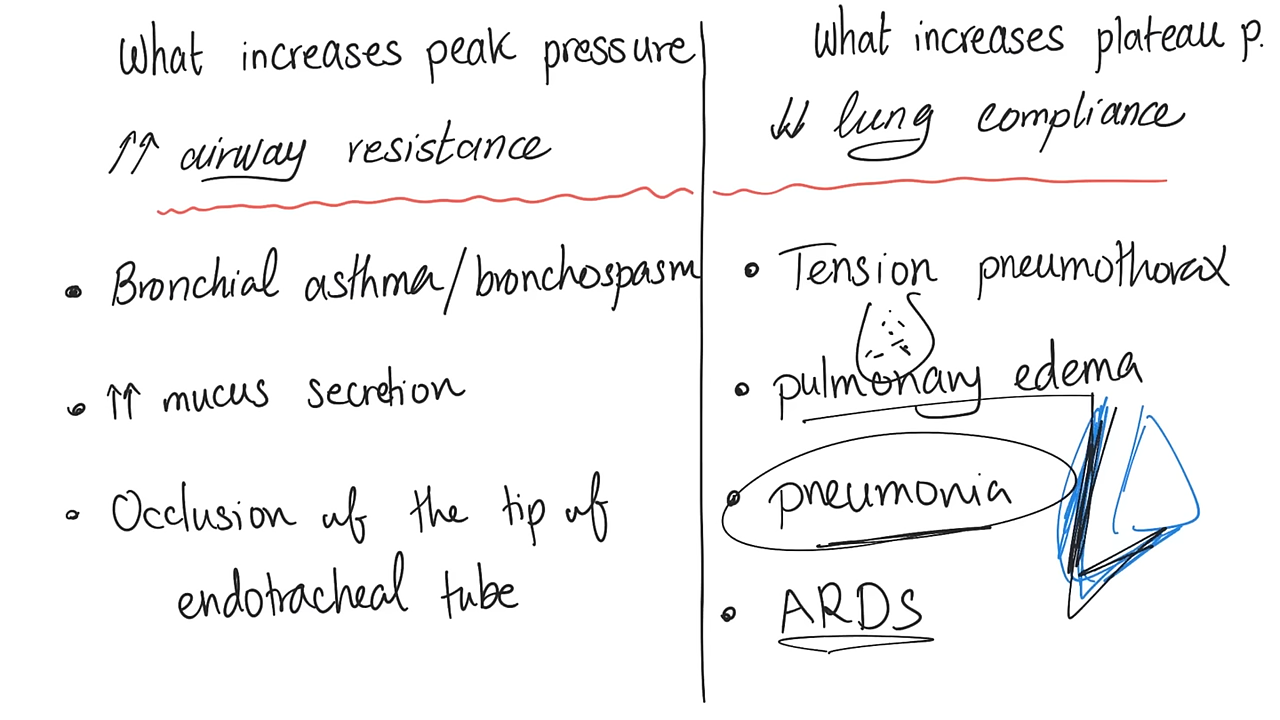 What increases peak pressure
↑↑ airway resistance
• Bronchial asthma/bronchospasm
• ↑↑ mucus secretion
• Occlusion of the tip of
endotracheal tube
What increases plateau p.
↓↓ lung compliance
• Tension pneumothorax
• pulmonary edema
• pneumonia
• ARDS